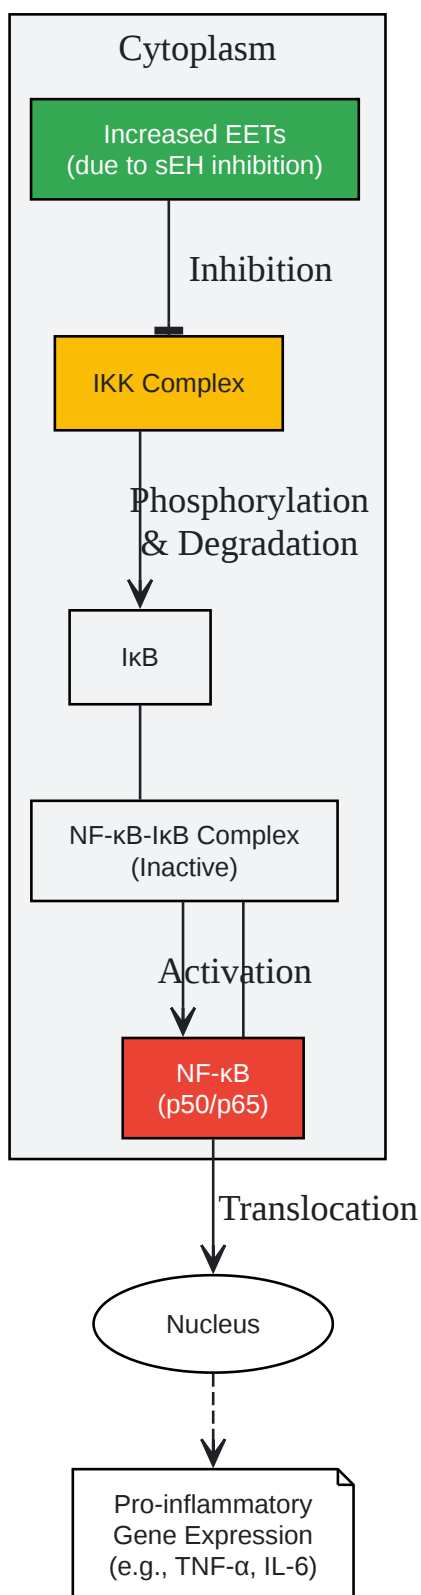 Cytoplasm
Increased EETs
(due to sEH inhibition)
Inhibition
IKK Complex
Phosphorylation
& Degradation
IκB
NF-κB-IκB Complex
(Inactive)
Activation
NF-κB
(p50/p65)
Translocation
Nucleus
Pro-inflammatory
Gene Expression
(e.g., TNF-α, IL-6)